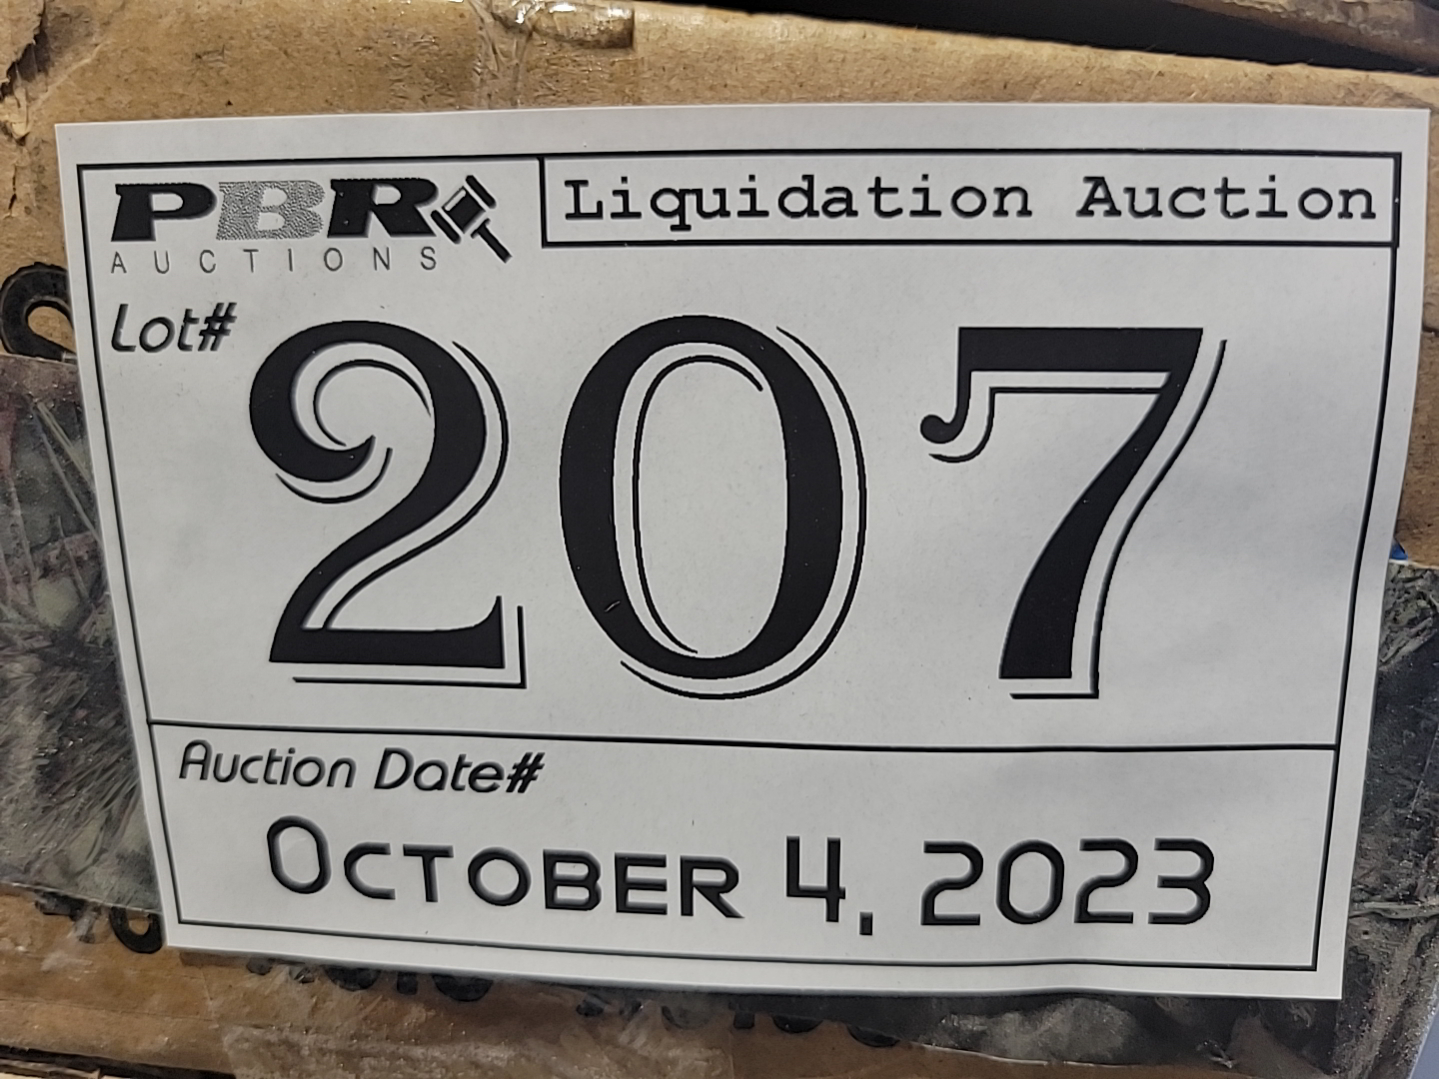 PBR
AUCTIONS
Liquidation Auction
Lot#
207
Auction Date#
OCTOBER 4, 2023